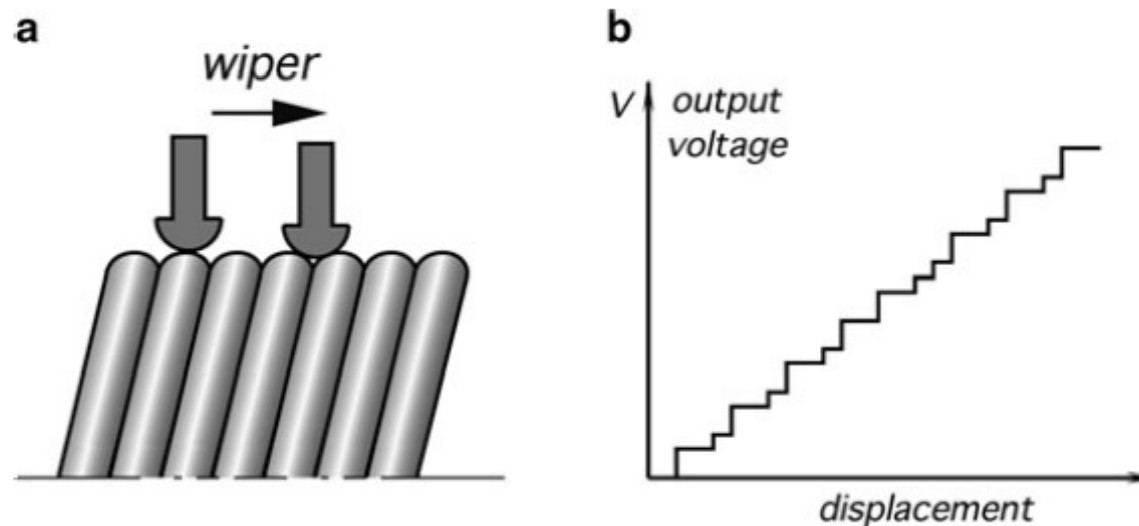 a
wiper
b
V output
voltage
displacement